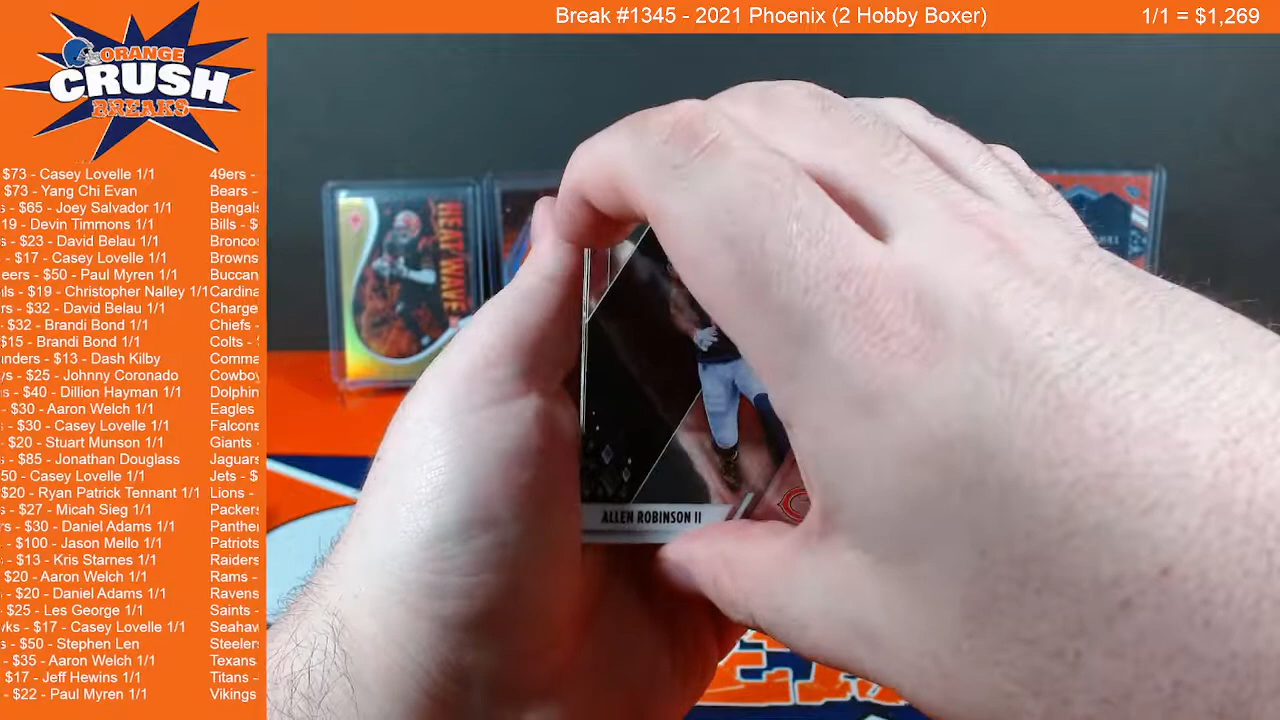 Break #1345 - 2021 Phoenix (2 Hobby Boxer)
1/1 = $1,269
ORANGE
CRUSH
BREAKS
$73 - Casey Lovelle 1/1
49ers -
$73 - Yang Chi Evan
Bears -
s - $65 - Joey Salvador 1/1
Bengals
19 - Devin Timmons 1/1
Bills - $
s - $23 - David Belau 1/1
Bronco
- $17 - Casey Lovelle 1/1
Browns
eers - $50 - Paul Myren 1/1
Buccan
ls - $19 - Christopher Nalley 1/1
Cardina
rs - $32 - David Belau 1/1
Charge
- $32 - Brandi Bond 1/1
Chiefs -
$15 - Brandi Bond 1/1
Colts -
nders - $13 - Dash Kilby
Comma
ys - $25 - Johnny Coronado
Cowboy
s - $40 - Dillion Hayman 1/1
Dolphin
- $30 - Aaron Welch 1/1
Eagles
s - $30 - Casey Lovelle 1/1
Falcons
- $20 - Stuart Munson 1/1
Giants -
s - $85 - Jonathan Douglass
Jaguars
50 - Casey Lovelle 1/1
Jets - $
$20 - Ryan Patrick Tennant 1/1
Lions -
s - $27 - Micah Sieg 1/1
Packers
rs - $30 - Daniel Adams 1/1
Panther
- $100 - Jason Mello 1/1
Patriots
- $13 - Kris Starnes 1/1
Raiders
$20 - Aaron Welch 1/1
Rams -
s - $20 - Daniel Adams 1/1
Ravens
- $25 - Les George 1/1
Saints -
ks - $17 - Casey Lovelle 1/1
Seahaw
s - $50 - Stephen Len
Steelers
- $35 - Aaron Welch 1/1
Texans
$17 - Jeff Hewins 1/1
Titans -
- $22 - Paul Myren 1/1
Vikings
HEAT WAVE
ALLEN ROBINSON II